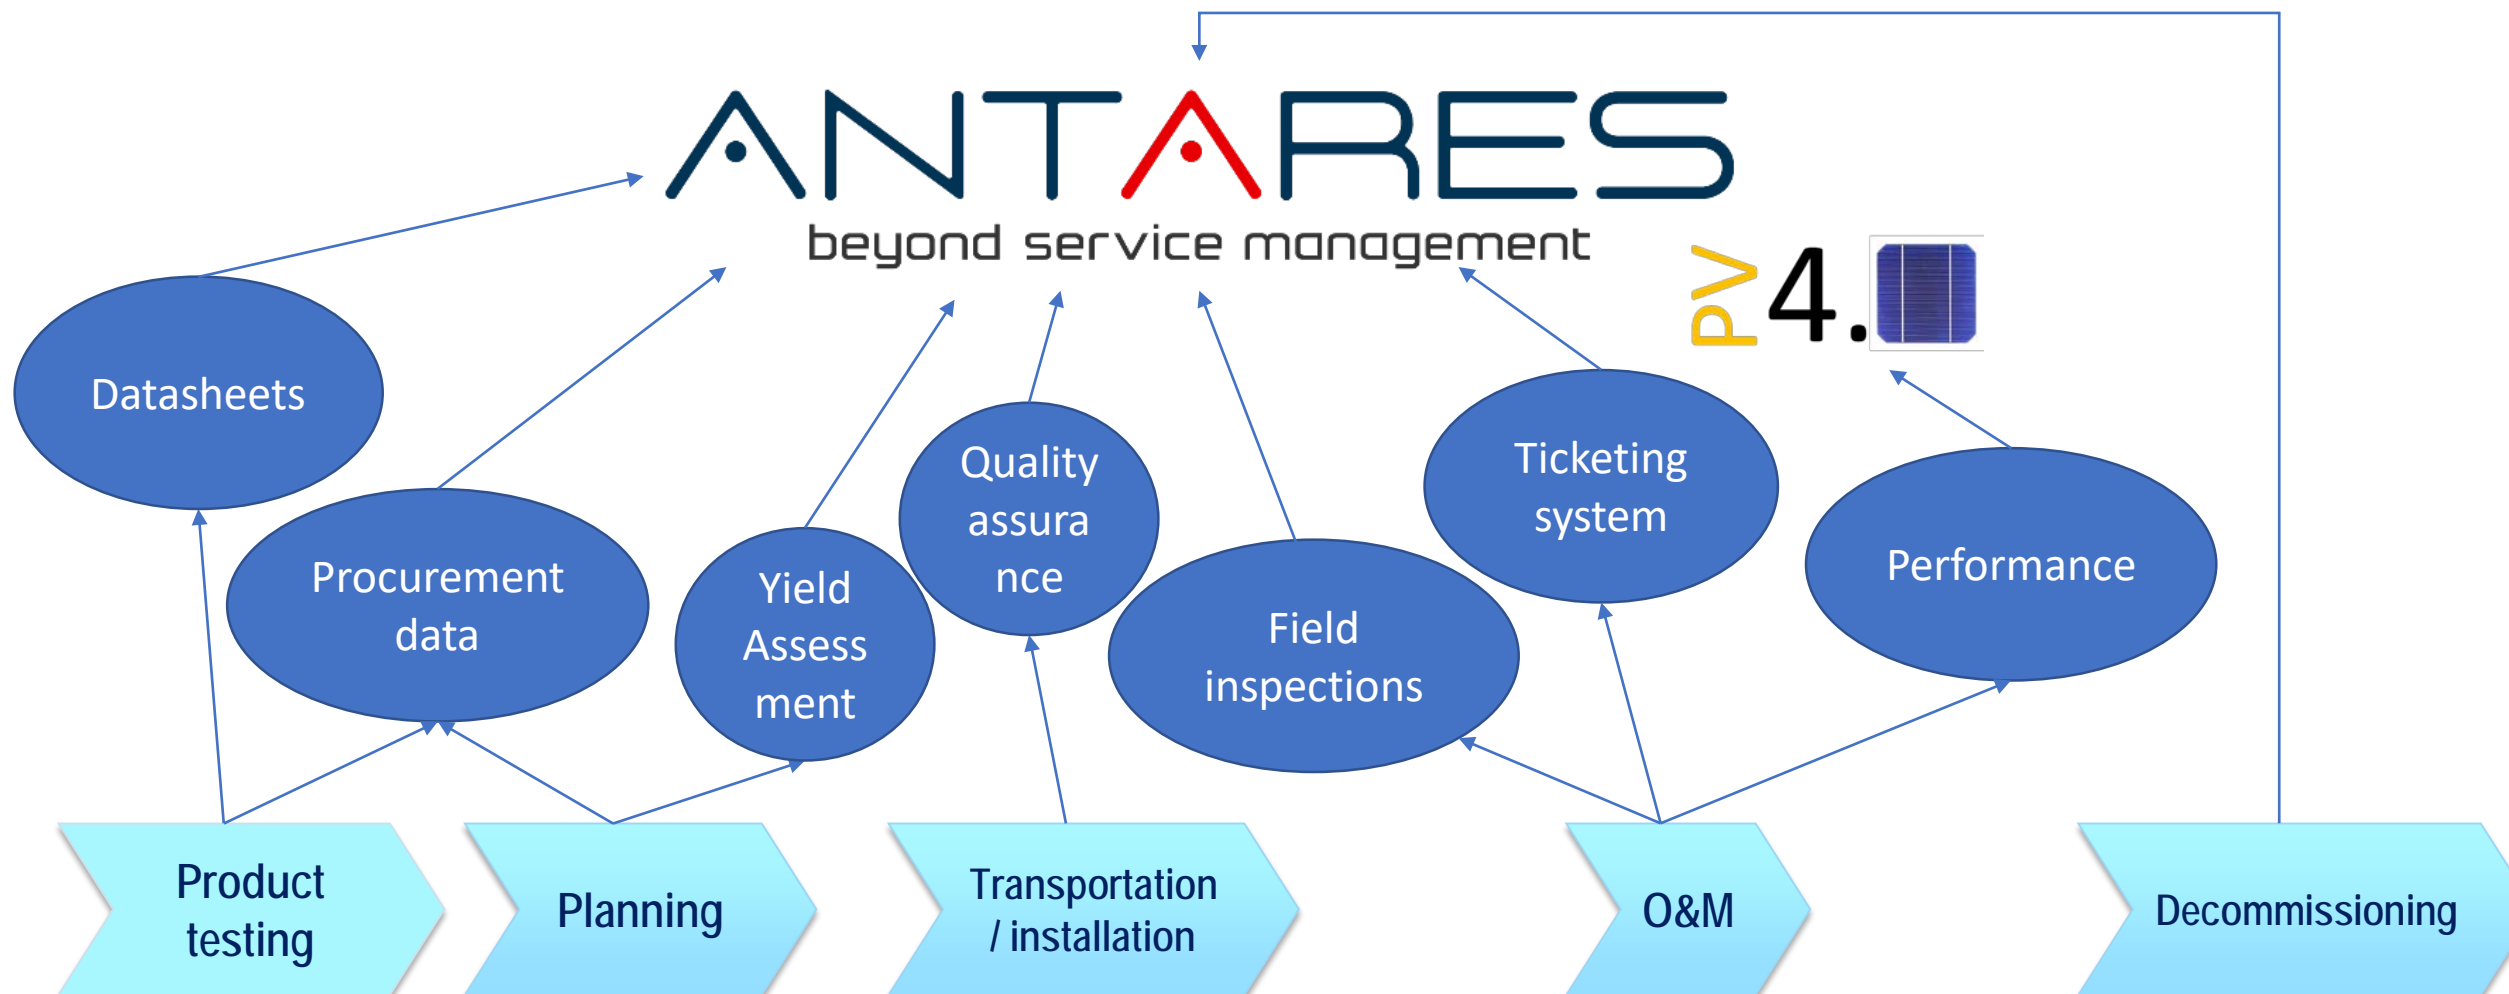 ANTARES
beyond service management
PV
4.
Datasheets
Procurement
data
Yield
Assess
ment
Quality
assura
nce
Field
inspections
Ticketing
system
Performance
Product
testing
Planning
Transportation
/ installation
O&M
Decommissioning